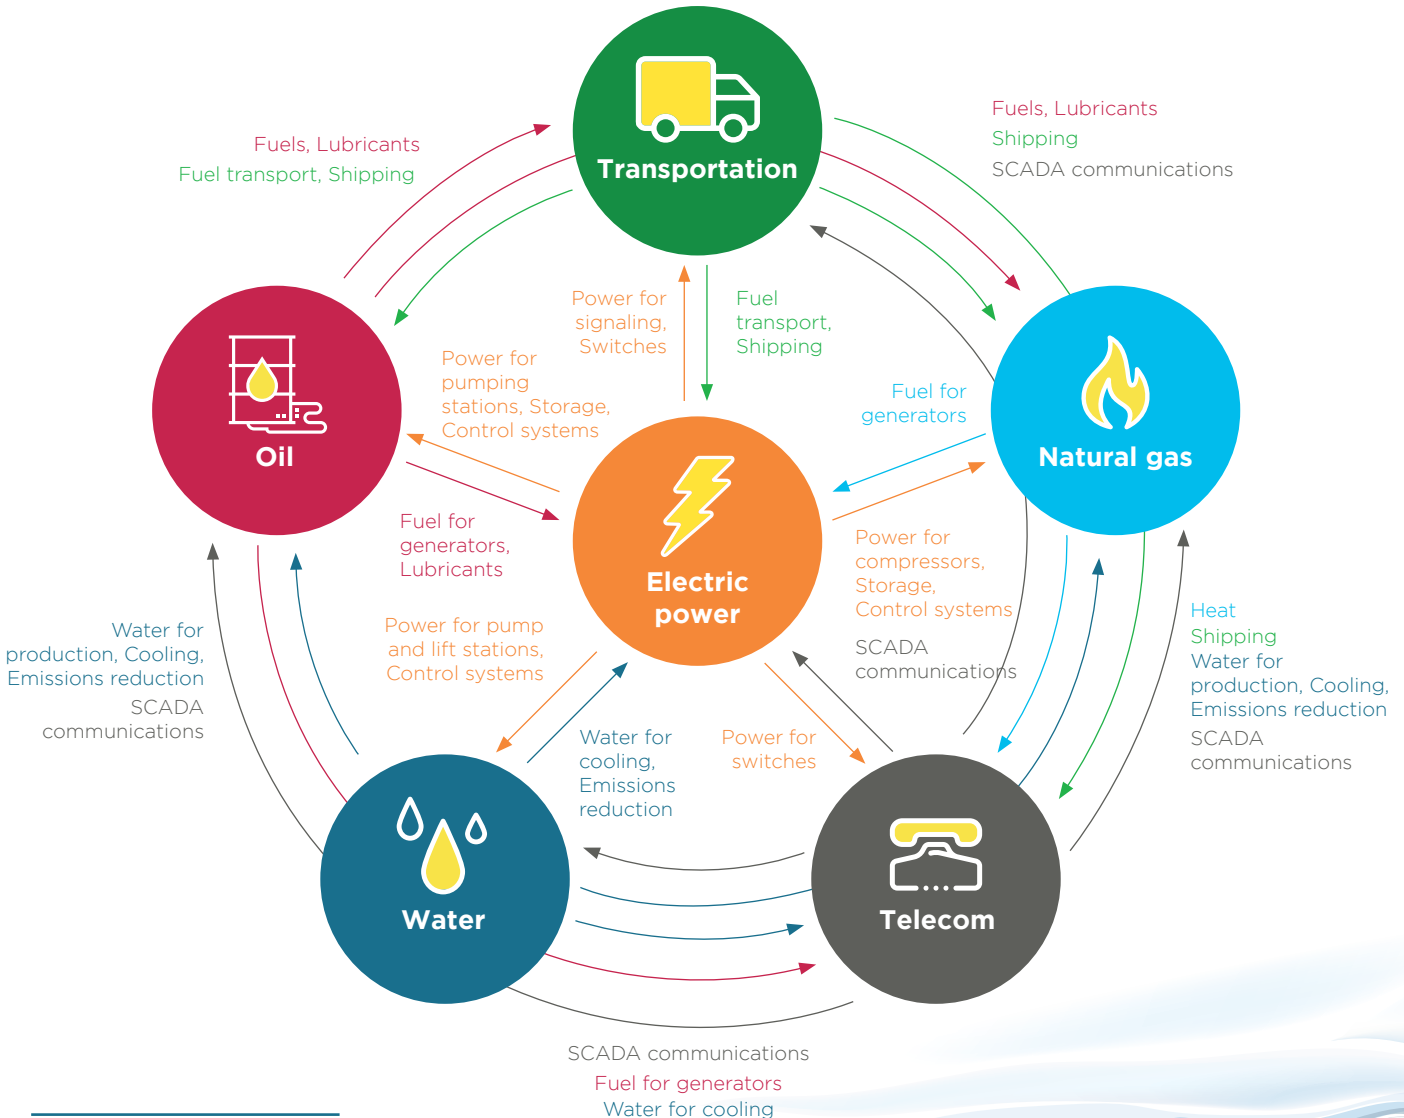 Transportation
Fuels, Lubricants
Fuel transport, Shipping
Fuels, Lubricants
Shipping
SCADA communications
Power for
signaling,
Switches
Fuel
transport,
Shipping
Power for
pumping
stations, Storage,
Control systems
Fuel for
generators
Oil
Natural gas
Fuel for
generators,
Lubricants
Electric
power
Power for
compressors,
Storage,
Control systems
SCADA
communications
Water for
production, Cooling,
Emissions reduction
SCADA
communications
Power for pump
and lift stations,
Control systems
Heat
Shipping
Water for
production, Cooling,
Emissions reduction
SCADA
communications
Water for
cooling,
Emissions
reduction
Power for
switches
Water
Telecom
SCADA communications
Fuel for generators
Water for cooling